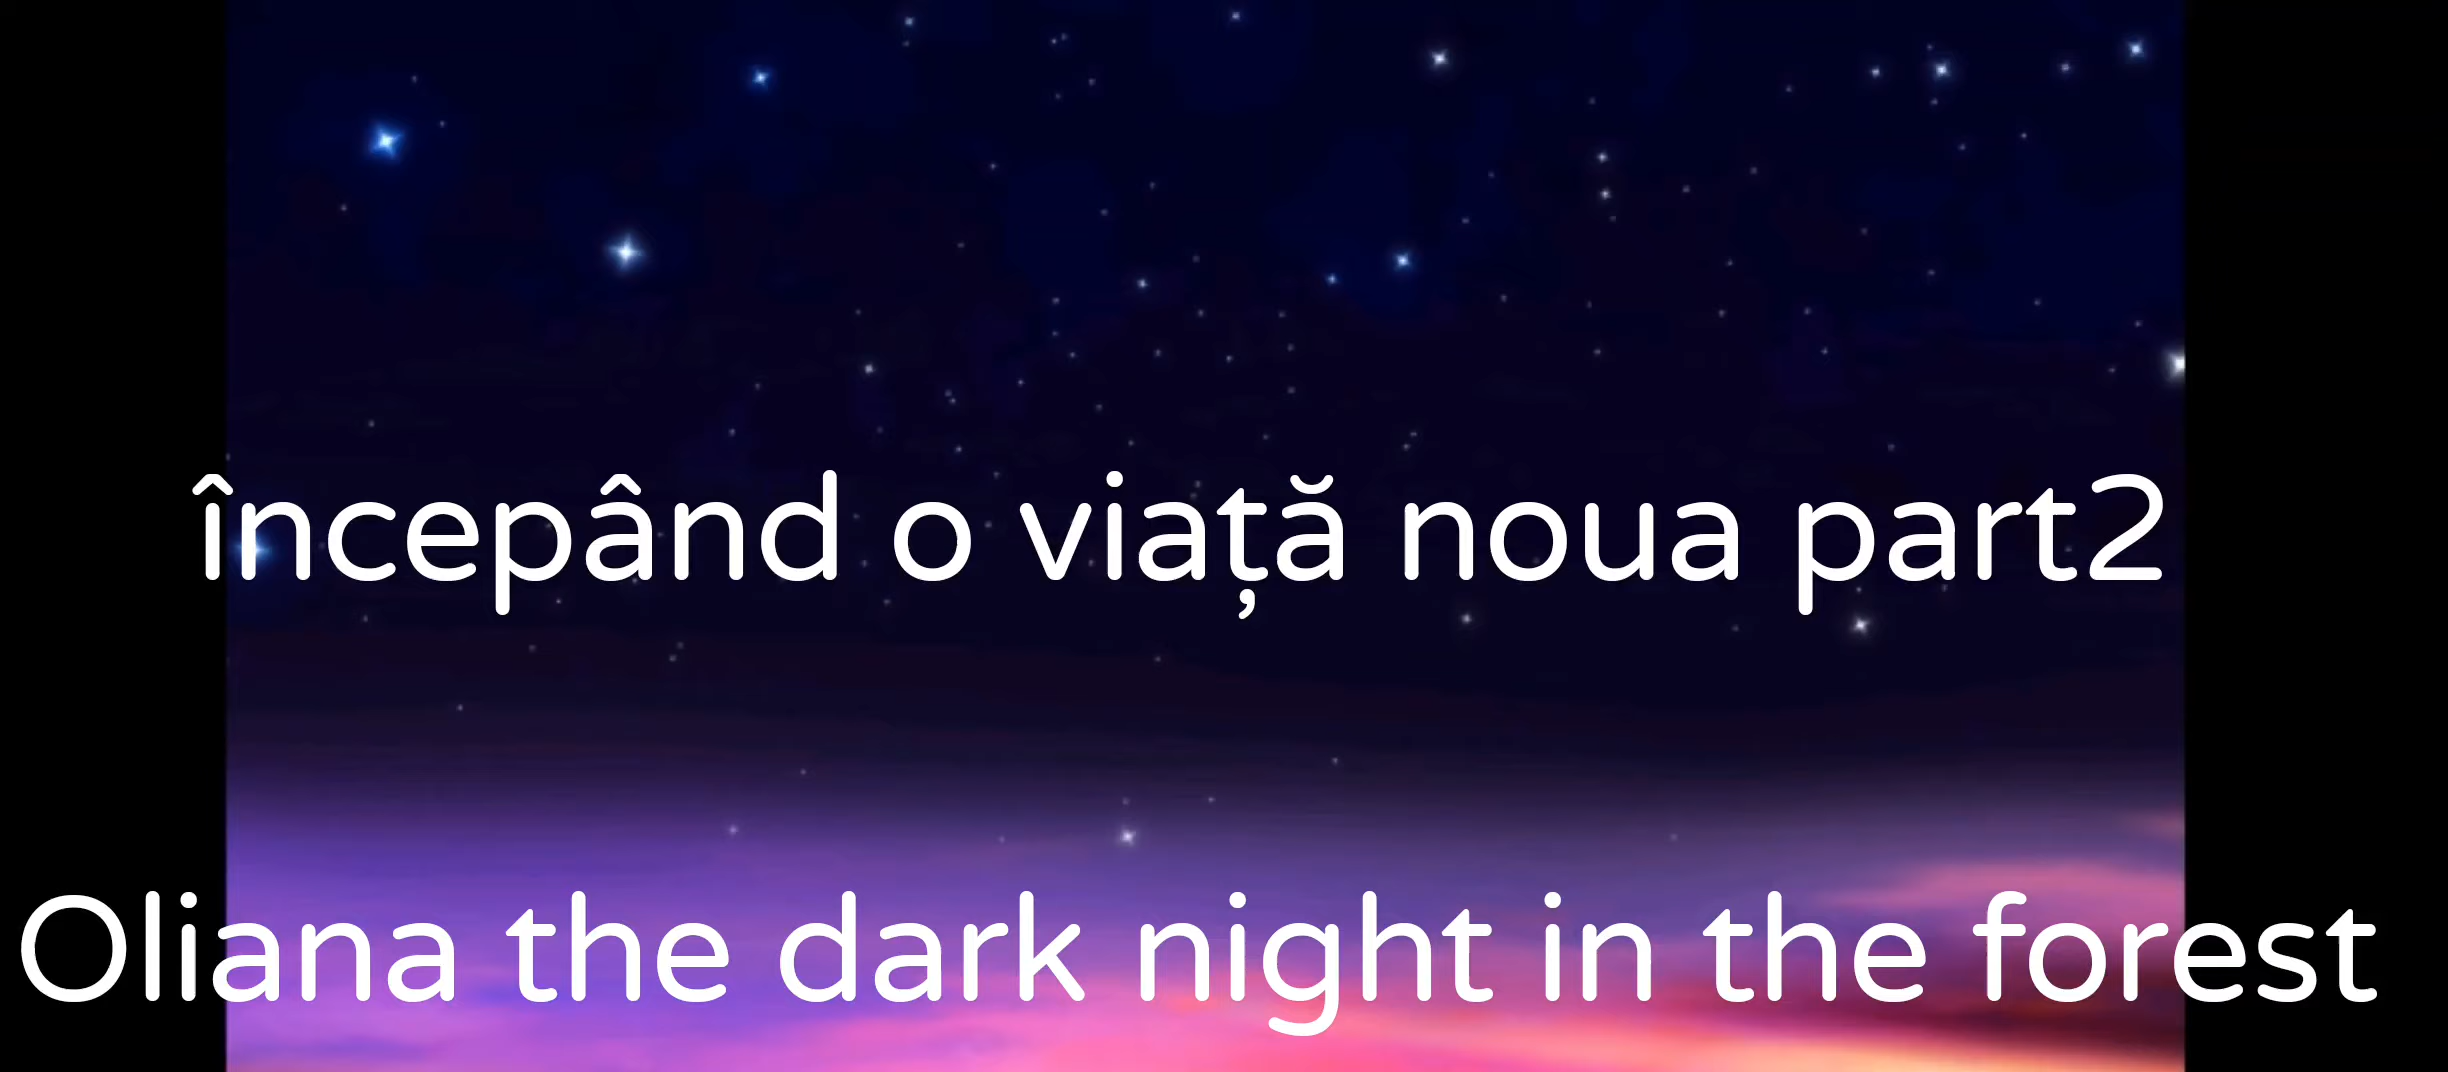 începând o viață noua part2
Oliana the dark night in the forest